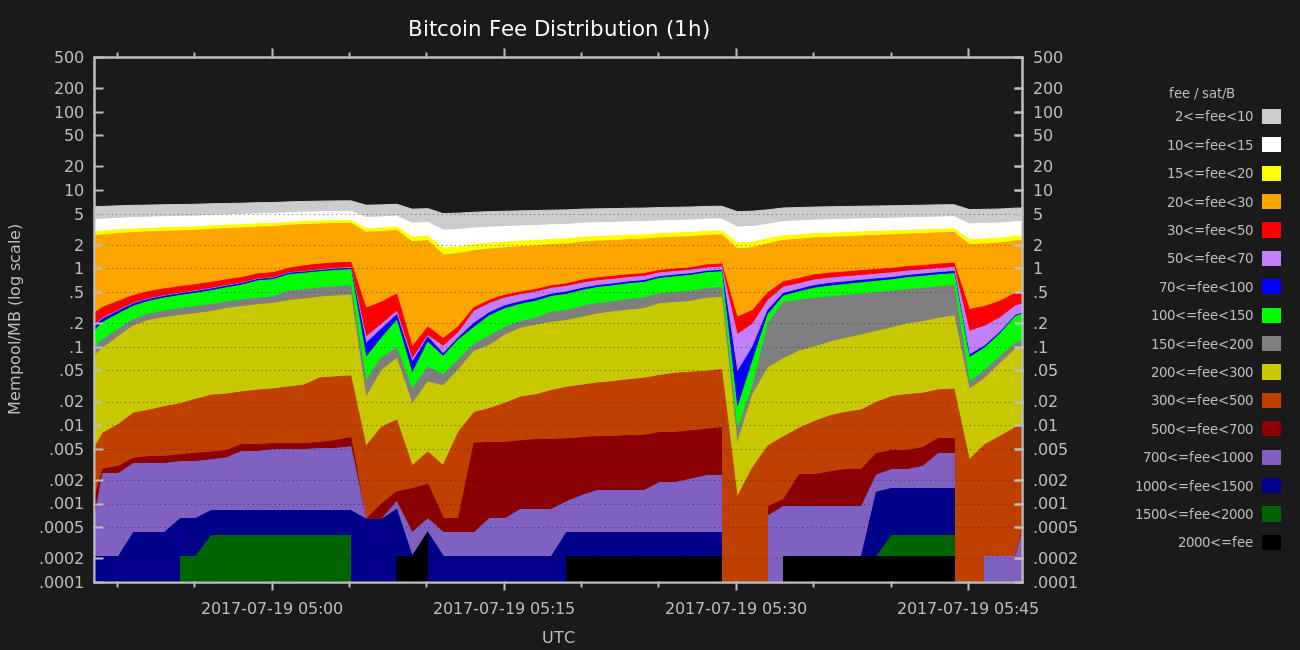 Bitcoin Fee Distribution (1h)
Mempool/MB (log scale)
500
200
100
50
20
10
5
2
1
.5
.2
.1
.05
.02
.01
.005
.002
.001
.0005
.0002
.0001
500
200
100
50
20
10
5
2
1
.5
.2
.1
.05
.02
.01
.005
.002
.001
.0005
.0002
.0001
2017-07-19 05:00
2017-07-19 05:15
2017-07-19 05:30
2017-07-19 05:45
UTC
fee / sat/B
2<=fee<10
10<=fee<15
15<=fee<20
20<=fee<30
30<=fee<50
50<=fee<70
70<=fee<100
100<=fee<150
150<=fee<200
200<=fee<300
300<=fee<500
500<=fee<700
700<=fee<1000
1000<=fee<1500
1500<=fee<2000
2000<=fee